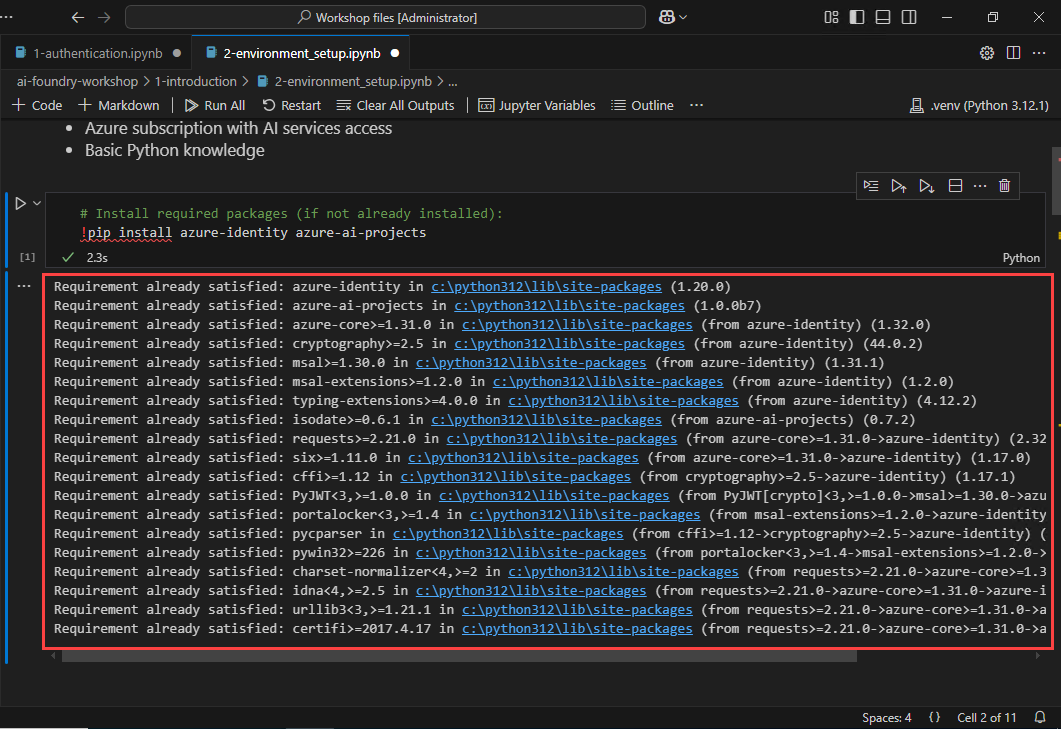 Workshop files [Administrator]
1-authentication.ipynb
2-environment_setup.ipynb
ai-foundry-workshop > 1-introduction > 2-environment_setup.ipynb > ...
+ Code + Markdown | Run All Restart Clear All Outputs | Jupyter Variables Outline ... .venv (Python 3.12.1)
• Azure subscription with AI services access
• Basic Python knowledge
# Install required packages (if not already installed):
!pip install azure-identity azure-ai-projects
[1] 2.3s Python
Requirement already satisfied: azure-identity in c:\python312\lib\site-packages (1.20.0)
Requirement already satisfied: azure-ai-projects in c:\python312\lib\site-packages (1.0.0b7)
Requirement already satisfied: azure-core>=1.31.0 in c:\python312\lib\site-packages (from azure-identity) (1.32.0)
Requirement already satisfied: cryptography>=2.5 in c:\python312\lib\site-packages (from azure-identity) (44.0.2)
Requirement already satisfied: msal>=1.30.0 in c:\python312\lib\site-packages (from azure-identity) (1.31.1)
Requirement already satisfied: msal-extensions>=1.2.0 in c:\python312\lib\site-packages (from azure-identity) (1.2.0)
Requirement already satisfied: typing-extensions>=4.0.0 in c:\python312\lib\site-packages (from azure-identity) (4.12.2)
Requirement already satisfied: isodate>=0.6.1 in c:\python312\lib\site-packages (from azure-ai-projects) (0.7.2)
Requirement already satisfied: requests>=2.21.0 in c:\python312\lib\site-packages (from azure-core>=1.31.0->azure-identity) (2.32
Requirement already satisfied: six>=1.11.0 in c:\python312\lib\site-packages (from azure-core>=1.31.0->azure-identity) (1.17.0)
Requirement already satisfied: cffi>=1.12 in c:\python312\lib\site-packages (from cryptography>=2.5->azure-identity) (1.17.1)
Requirement already satisfied: PyJWT<3,>=1.0.0 in c:\python312\lib\site-packages (from PyJWT[crypto]<3,>=1.0.0->msal>=1.30.0->azu
Requirement already satisfied: portalocker<3,>=1.4 in c:\python312\lib\site-packages (from msal-extensions>=1.2.0->azure-identity
Requirement already satisfied: pycparser in c:\python312\lib\site-packages (from cffi>=1.12->cryptography>=2.5->azure-identity) (
Requirement already satisfied: pywin32>=226 in c:\python312\lib\site-packages (from portalocker<3,>=1.4->msal-extensions>=1.2.0->
Requirement already satisfied: charset-normalizer<4,>=2 in c:\python312\lib\site-packages (from requests>=2.21.0->azure-core>=1.3
Requirement already satisfied: idna<4,>=2.5 in c:\python312\lib\site-packages (from requests>=2.21.0->azure-core>=1.31.0->azure-i
Requirement already satisfied: urllib3<3,>=1.21.1 in c:\python312\lib\site-packages (from requests>=2.21.0->azure-core>=1.31.0->a
Requirement already satisfied: certifi>=2017.4.17 in c:\python312\lib\site-packages (from requests>=2.21.0->azure-core>=1.31.0->a
Spaces: 4 {} Cell 2 of 11